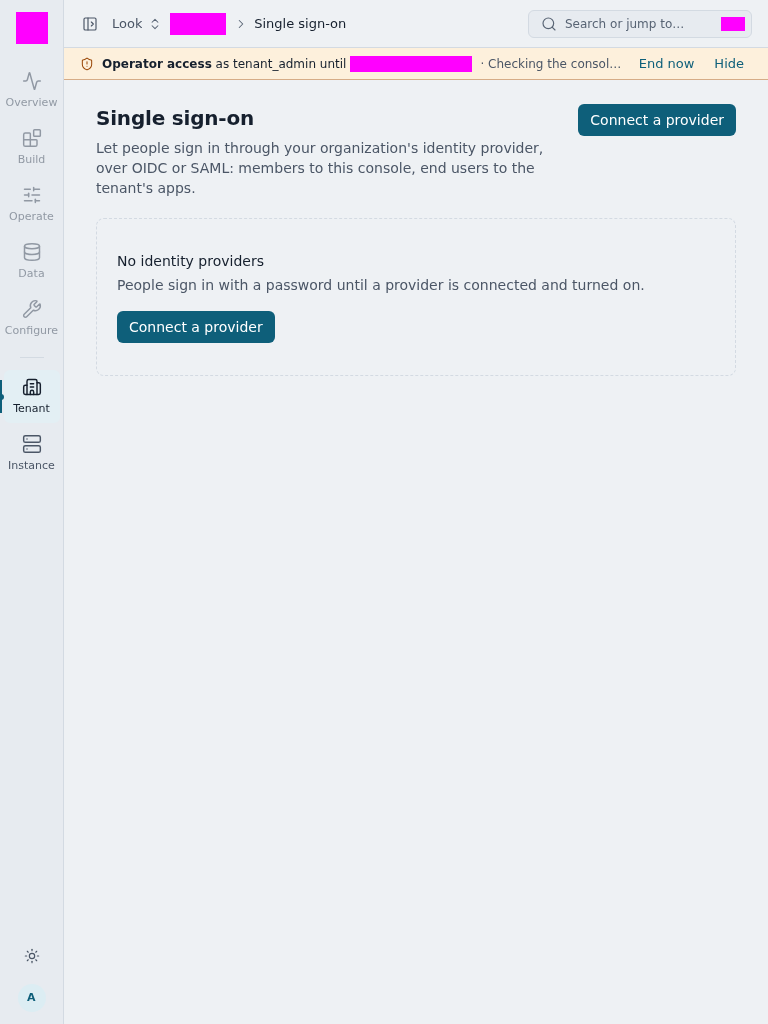 Look
Single sign-on
Search or jump to…
Operator access as tenant_admin until
· Checking the consol…
End now
Hide
Overview
Build
Operate
Data
Configure
Tenant
Instance
A
Single sign-on
Connect a provider
Let people sign in through your organization's identity provider,
over OIDC or SAML: members to this console, end users to the
tenant's apps.
No identity providers
People sign in with a password until a provider is connected and turned on.
Connect a provider